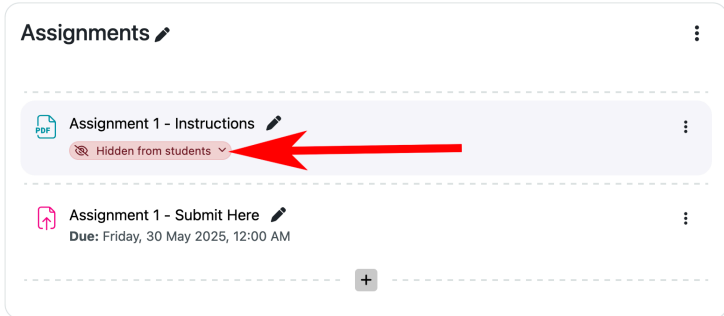 Assignments
PDF
Assignment 1 - Instructions
Hidden from students
Assignment 1 - Submit Here
Due: Friday, 30 May 2025, 12:00 AM